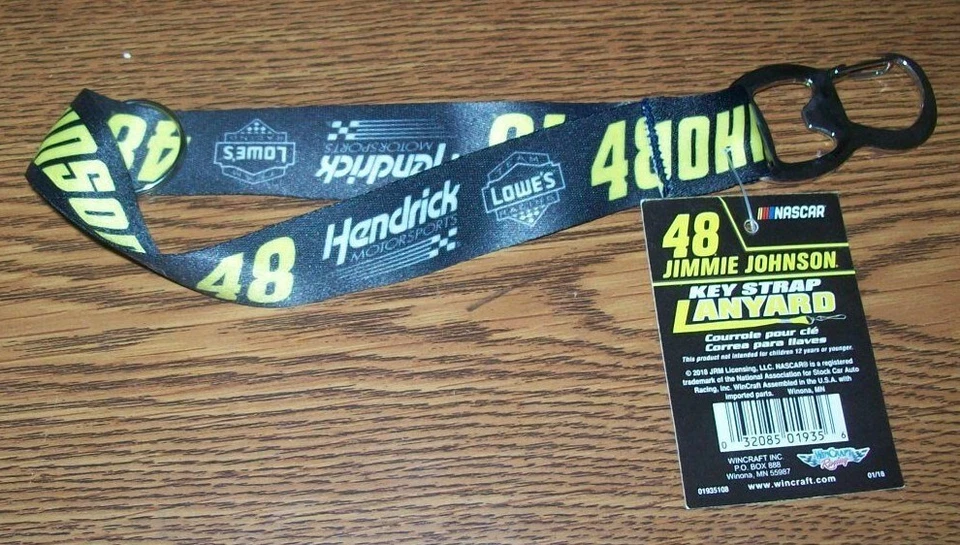 48
LOWE'S
Hendrick
MOTORSPORTS
48
Hendrick
MOTORSPORTS
TEAM
LOWE'S
RACING
48
JOH
NASCAR
48
JIMMIE JOHNSON
KEY STRAP
LANYARD
Courroie pour clé
Correa para llaves
This product not intended for children 12 years or younger.
© 2018 JRM Licensing, LLC. NASCAR® is a registered
trademark of the National Association for Stock Car Auto
Racing, Inc. WinCraft Assembled in the U.S.A. with
imported parts. Winona, MN
0 32085 01935 6
WINCRAFT INC.
P.O. BOX 888
Winona, MN 55987
WinCraft
Racing
01935108
www.wincraft.com
01/18